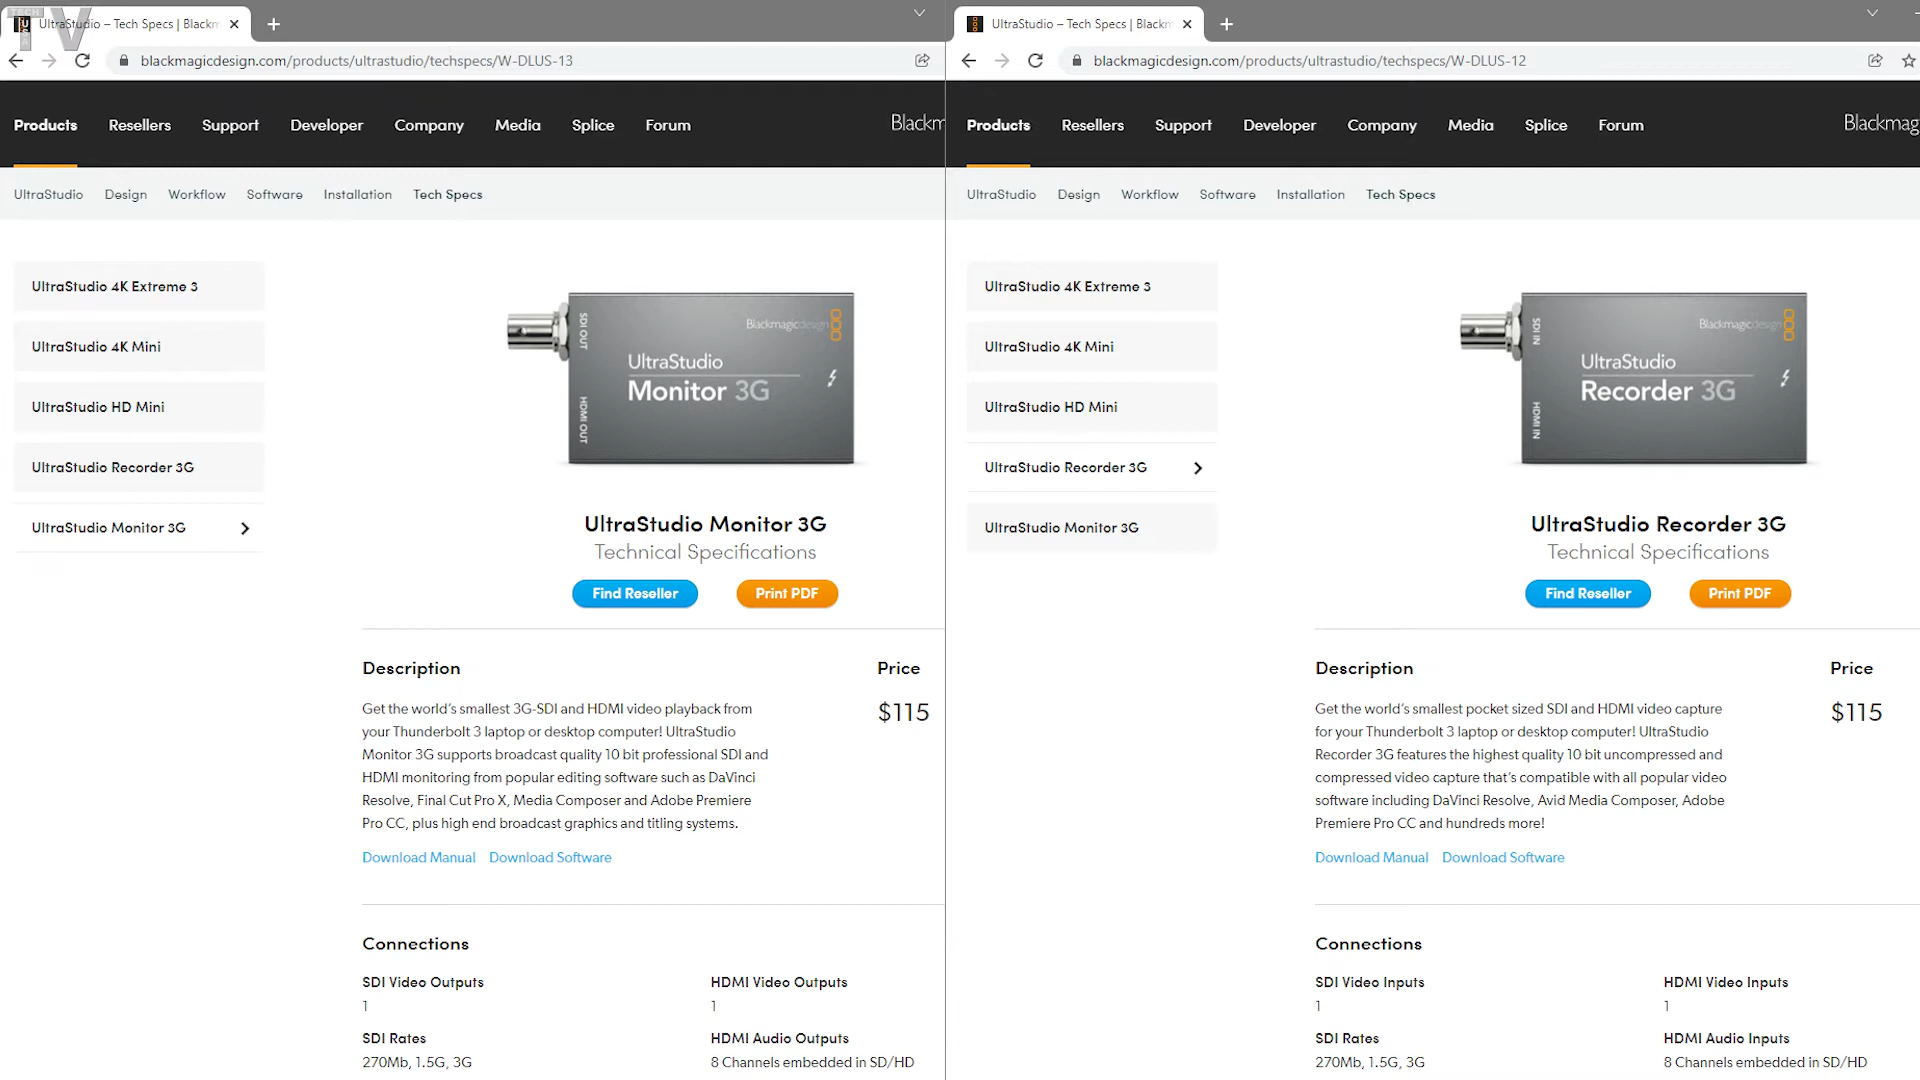 TECH
TV
UltraStudio – Tech Specs | Blackm
blackmagicdesign.com/products/ultrastudio/techspecs/W-DLUS-13
Products Resellers Support Developer Company Media Splice Forum
Blackm
UltraStudio Design Workflow Software Installation Tech Specs
UltraStudio 4K Extreme 3
UltraStudio 4K Mini
UltraStudio HD Mini
UltraStudio Recorder 3G
UltraStudio Monitor 3G
SDI OUT
HDMI OUT
Blackmagicdesign
UltraStudio
Monitor 3G
UltraStudio Monitor 3G
Technical Specifications
Find Reseller Print PDF
Description
Get the world's smallest 3G-SDI and HDMI video playback from
your Thunderbolt 3 laptop or desktop computer! UltraStudio
Monitor 3G supports broadcast quality 10 bit professional SDI and
HDMI monitoring from popular editing software such as DaVinci
Resolve, Final Cut Pro X, Media Composer and Adobe Premiere
Pro CC, plus high end broadcast graphics and titling systems.
Download Manual Download Software
Price
$115
Connections
SDI Video Outputs
1
SDI Rates
270Mb, 1.5G, 3G
HDMI Video Outputs
1
HDMI Audio Outputs
8 Channels embedded in SD/HD
UltraStudio – Tech Specs | Blackm
blackmagicdesign.com/products/ultrastudio/techspecs/W-DLUS-12
Products Resellers Support Developer Company Media Splice Forum
Blackmag
UltraStudio Design Workflow Software Installation Tech Specs
UltraStudio 4K Extreme 3
UltraStudio 4K Mini
UltraStudio HD Mini
UltraStudio Recorder 3G
UltraStudio Monitor 3G
SDI IN
HDMI IN
Blackmagicdesign
UltraStudio
Recorder 3G
UltraStudio Recorder 3G
Technical Specifications
Find Reseller Print PDF
Description
Get the world's smallest pocket sized SDI and HDMI video capture
for your Thunderbolt 3 laptop or desktop computer! UltraStudio
Recorder 3G features the highest quality 10 bit uncompressed and
compressed video capture that's compatible with all popular video
software including DaVinci Resolve, Avid Media Composer, Adobe
Premiere Pro CC and hundreds more!
Download Manual Download Software
Price
$115
Connections
SDI Video Inputs
1
SDI Rates
270Mb, 1.5G, 3G
HDMI Video Inputs
1
HDMI Audio Inputs
8 Channels embedded in SD/HD